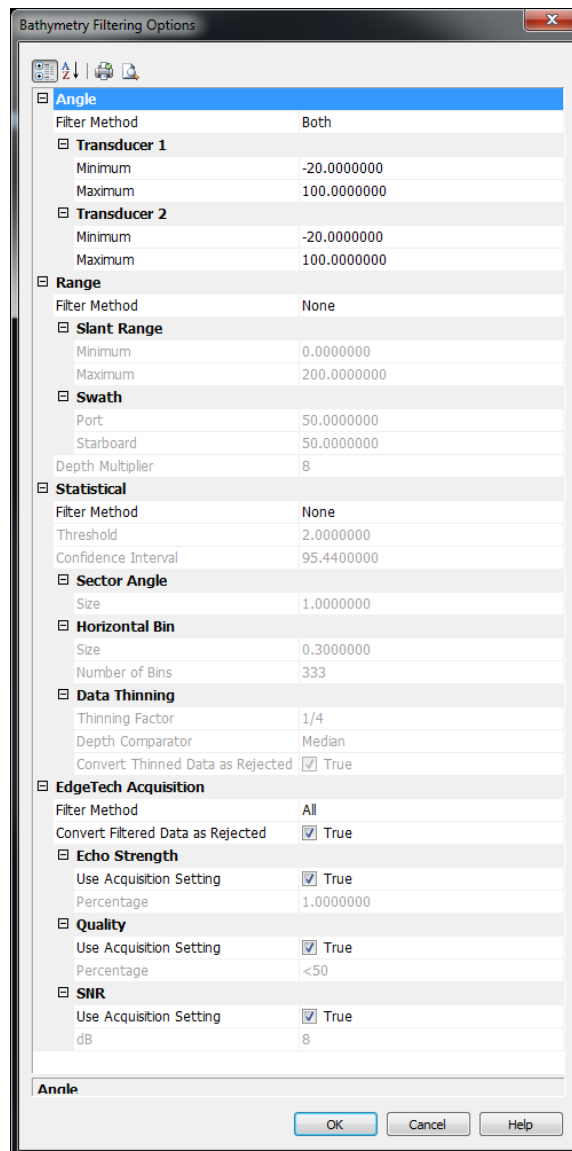 Bathymetry Filtering Options
Angle
Filter Method Both
Transducer 1
Minimum -20.0000000
Maximum 100.0000000
Transducer 2
Minimum -20.0000000
Maximum 100.0000000
Range
Filter Method None
Slant Range
Minimum 0.0000000
Maximum 200.0000000
Swath
Port 50.0000000
Starboard 50.0000000
Depth Multiplier 8
Statistical
Filter Method None
Threshold 2.0000000
Confidence Interval 95.4400000
Sector Angle
Size 1.0000000
Horizontal Bin
Size 0.3000000
Number of Bins 333
Data Thinning
Thinning Factor 1/4
Depth Comparator Median
Convert Thinned Data as Rejected True
EdgeTech Acquisition
Filter Method All
Convert Filtered Data as Rejected True
Echo Strength
Use Acquisition Setting True
Percentage 1.0000000
Quality
Use Acquisition Setting True
Percentage <50
SNR
Use Acquisition Setting True
dB 8
Angle
OK Cancel Help